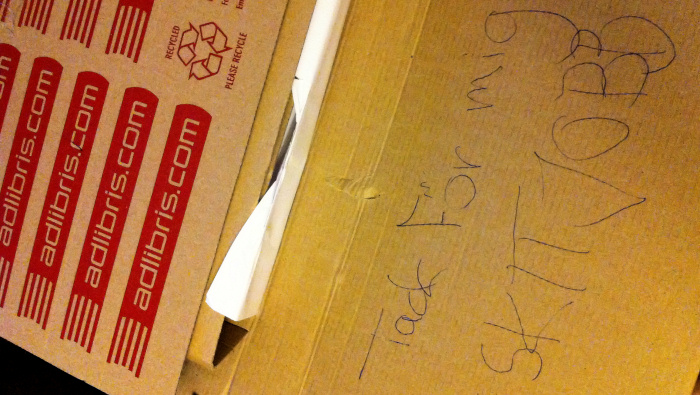 RECYCLED
PLEASE RECYCLE
adlibris.com
adlibris.com
adlibris.com
adlibris.com
adlibris.com
Tack För mig
SKITJOBB